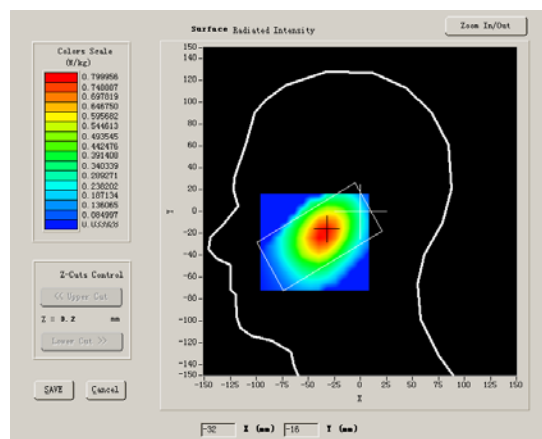 Surface Radiated Intensity
Zoom In/Out
Colors Scale
(W/kg)
0.799956
0.748887
0.697819
0.646750
0.595682
0.544613
0.493545
0.442476
0.391408
0.340339
0.289271
0.238202
0.187134
0.136065
0.084997
0.033928
Z-Cuts Control
<< Upper Cut
Z = 0.2 mm
Lower Cut >>
SAVE
Cancel
150
140
120
100
80
60
40
20
0
-20
-40
-60
-80
-100
-120
-140
-150
Y
-150 -125 -100 -75 -50 -25 0 25 50 75 100 125 150
X
-32 X (mm) -16 Y (mm)